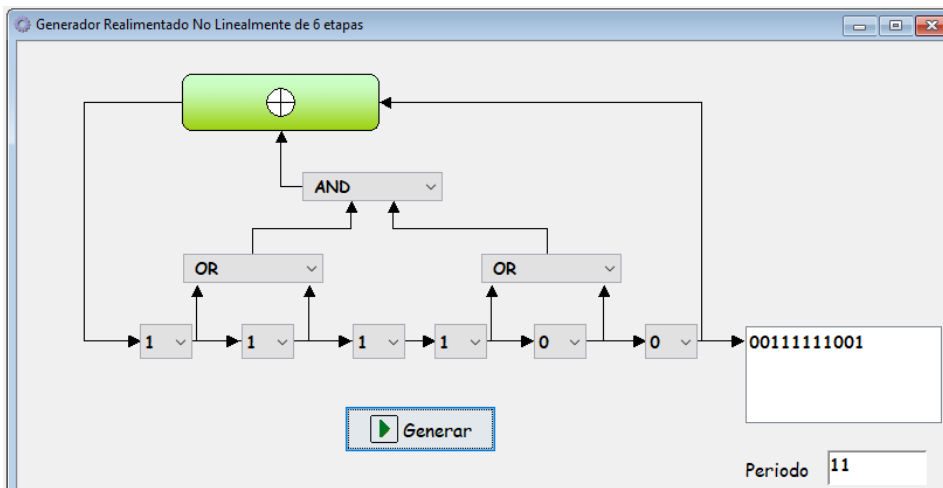 Generador Realimentado No Linealmente de 6 etapas
AND
OR OR
1 1 1 1 0 0
00111111001
Generar
Periodo 11